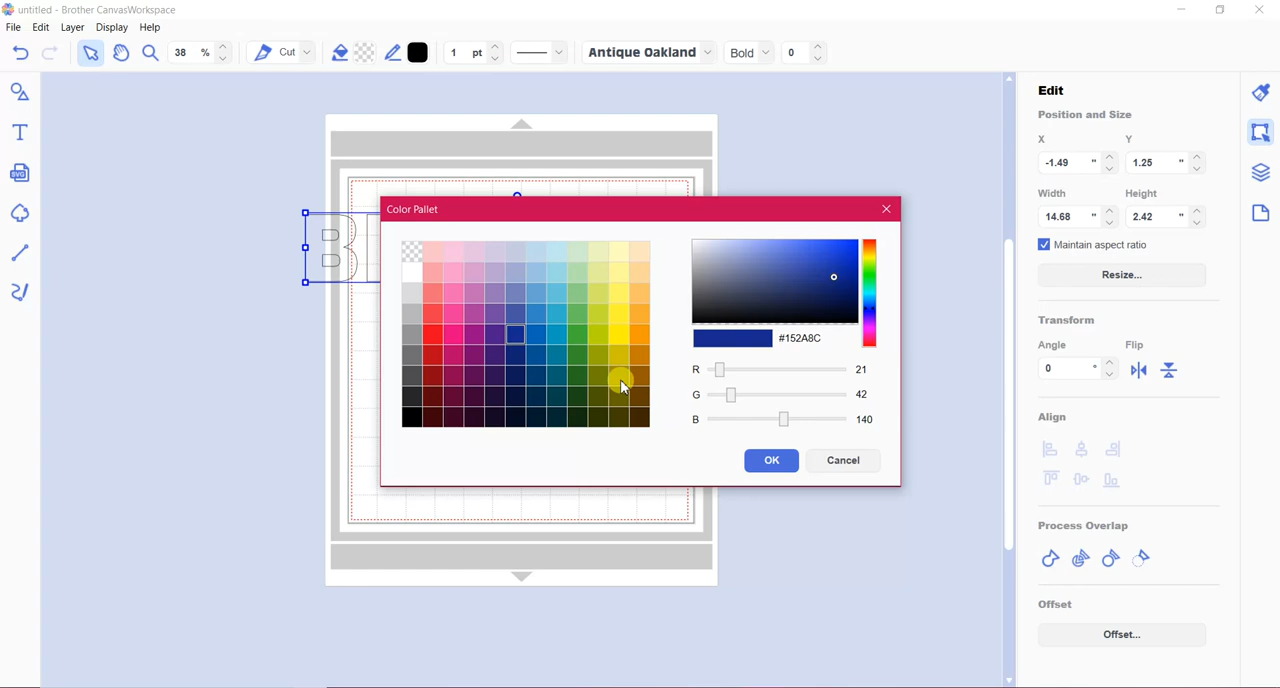 untitled - Brother CanvasWorkspace
File Edit Layer Display Help
38 % Cut 1 pt Antique Oakland Bold 0
Edit
Position and Size
X Y
-1.49 " 1.25 "
Width Height
14.68 " 2.42 "
Maintain aspect ratio
Resize...
Transform
Angle Flip
0 °
Align
Process Overlap
Offset
Offset...
T
SVG
B
Color Pallet
#152A8C
R 21
G 42
B 140
OK Cancel